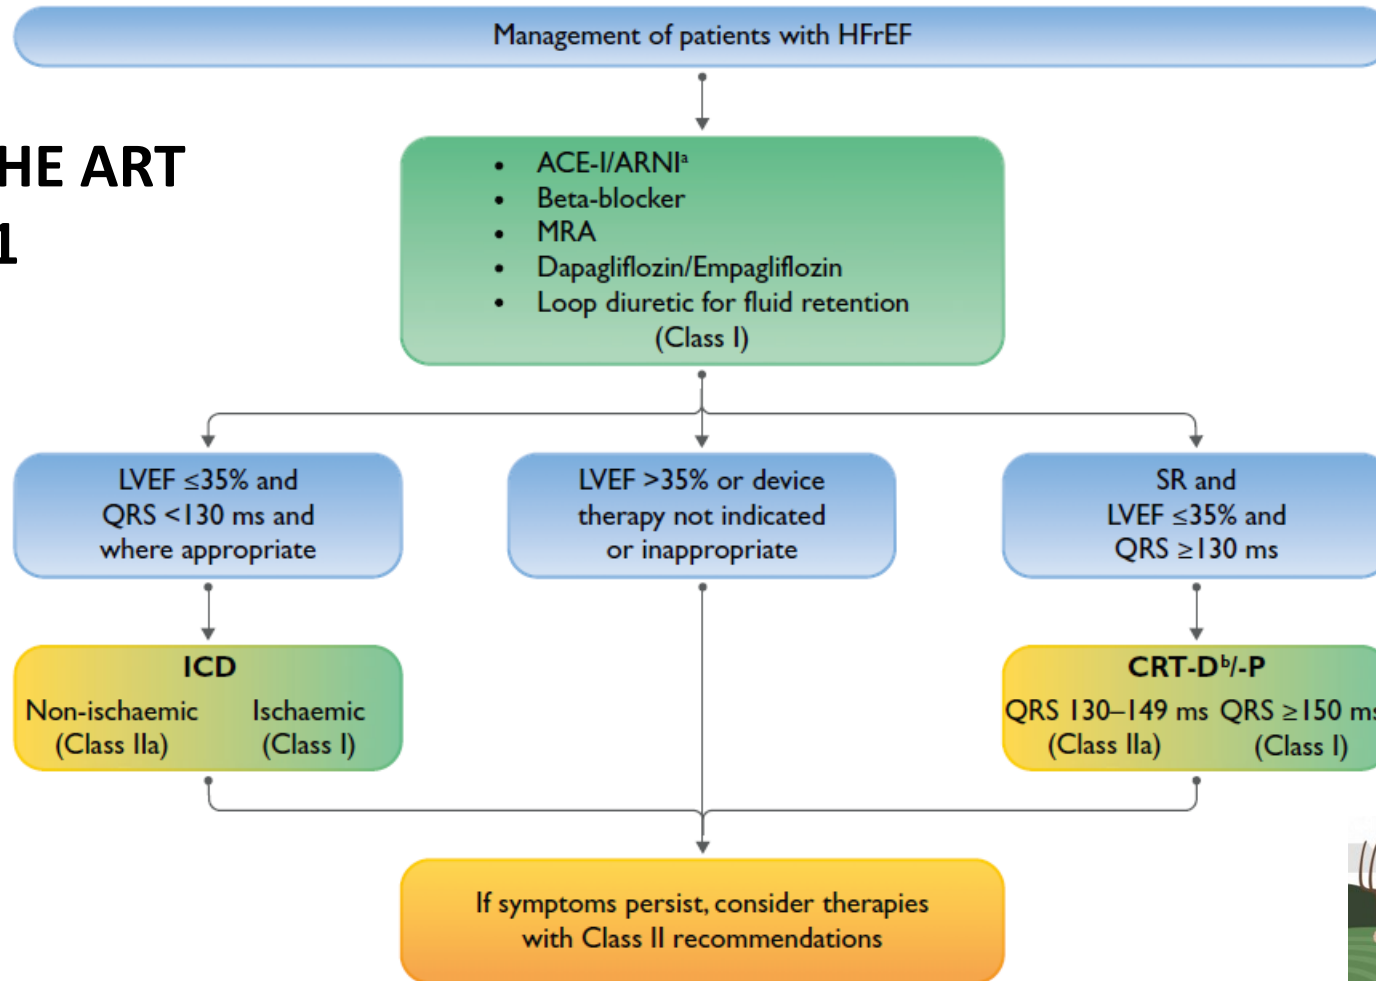 Management of patients with HFrEF
HE ART
1
• ACE-I/ARNIᵃ
• Beta-blocker
• MRA
• Dapagliflozin/Empagliflozin
• Loop diuretic for fluid retention
(Class I)
LVEF ≤35% and
QRS <130 ms and
where appropriate
LVEF >35% or device
therapy not indicated
or inappropriate
SR and
LVEF ≤35% and
QRS ≥130 ms
ICD
Non-ischaemic Ischaemic
(Class IIa) (Class I)
CRT-Dᵇ/-P
QRS 130–149 ms QRS ≥150 ms
(Class IIa) (Class I)
If symptoms persist, consider therapies
with Class II recommendations